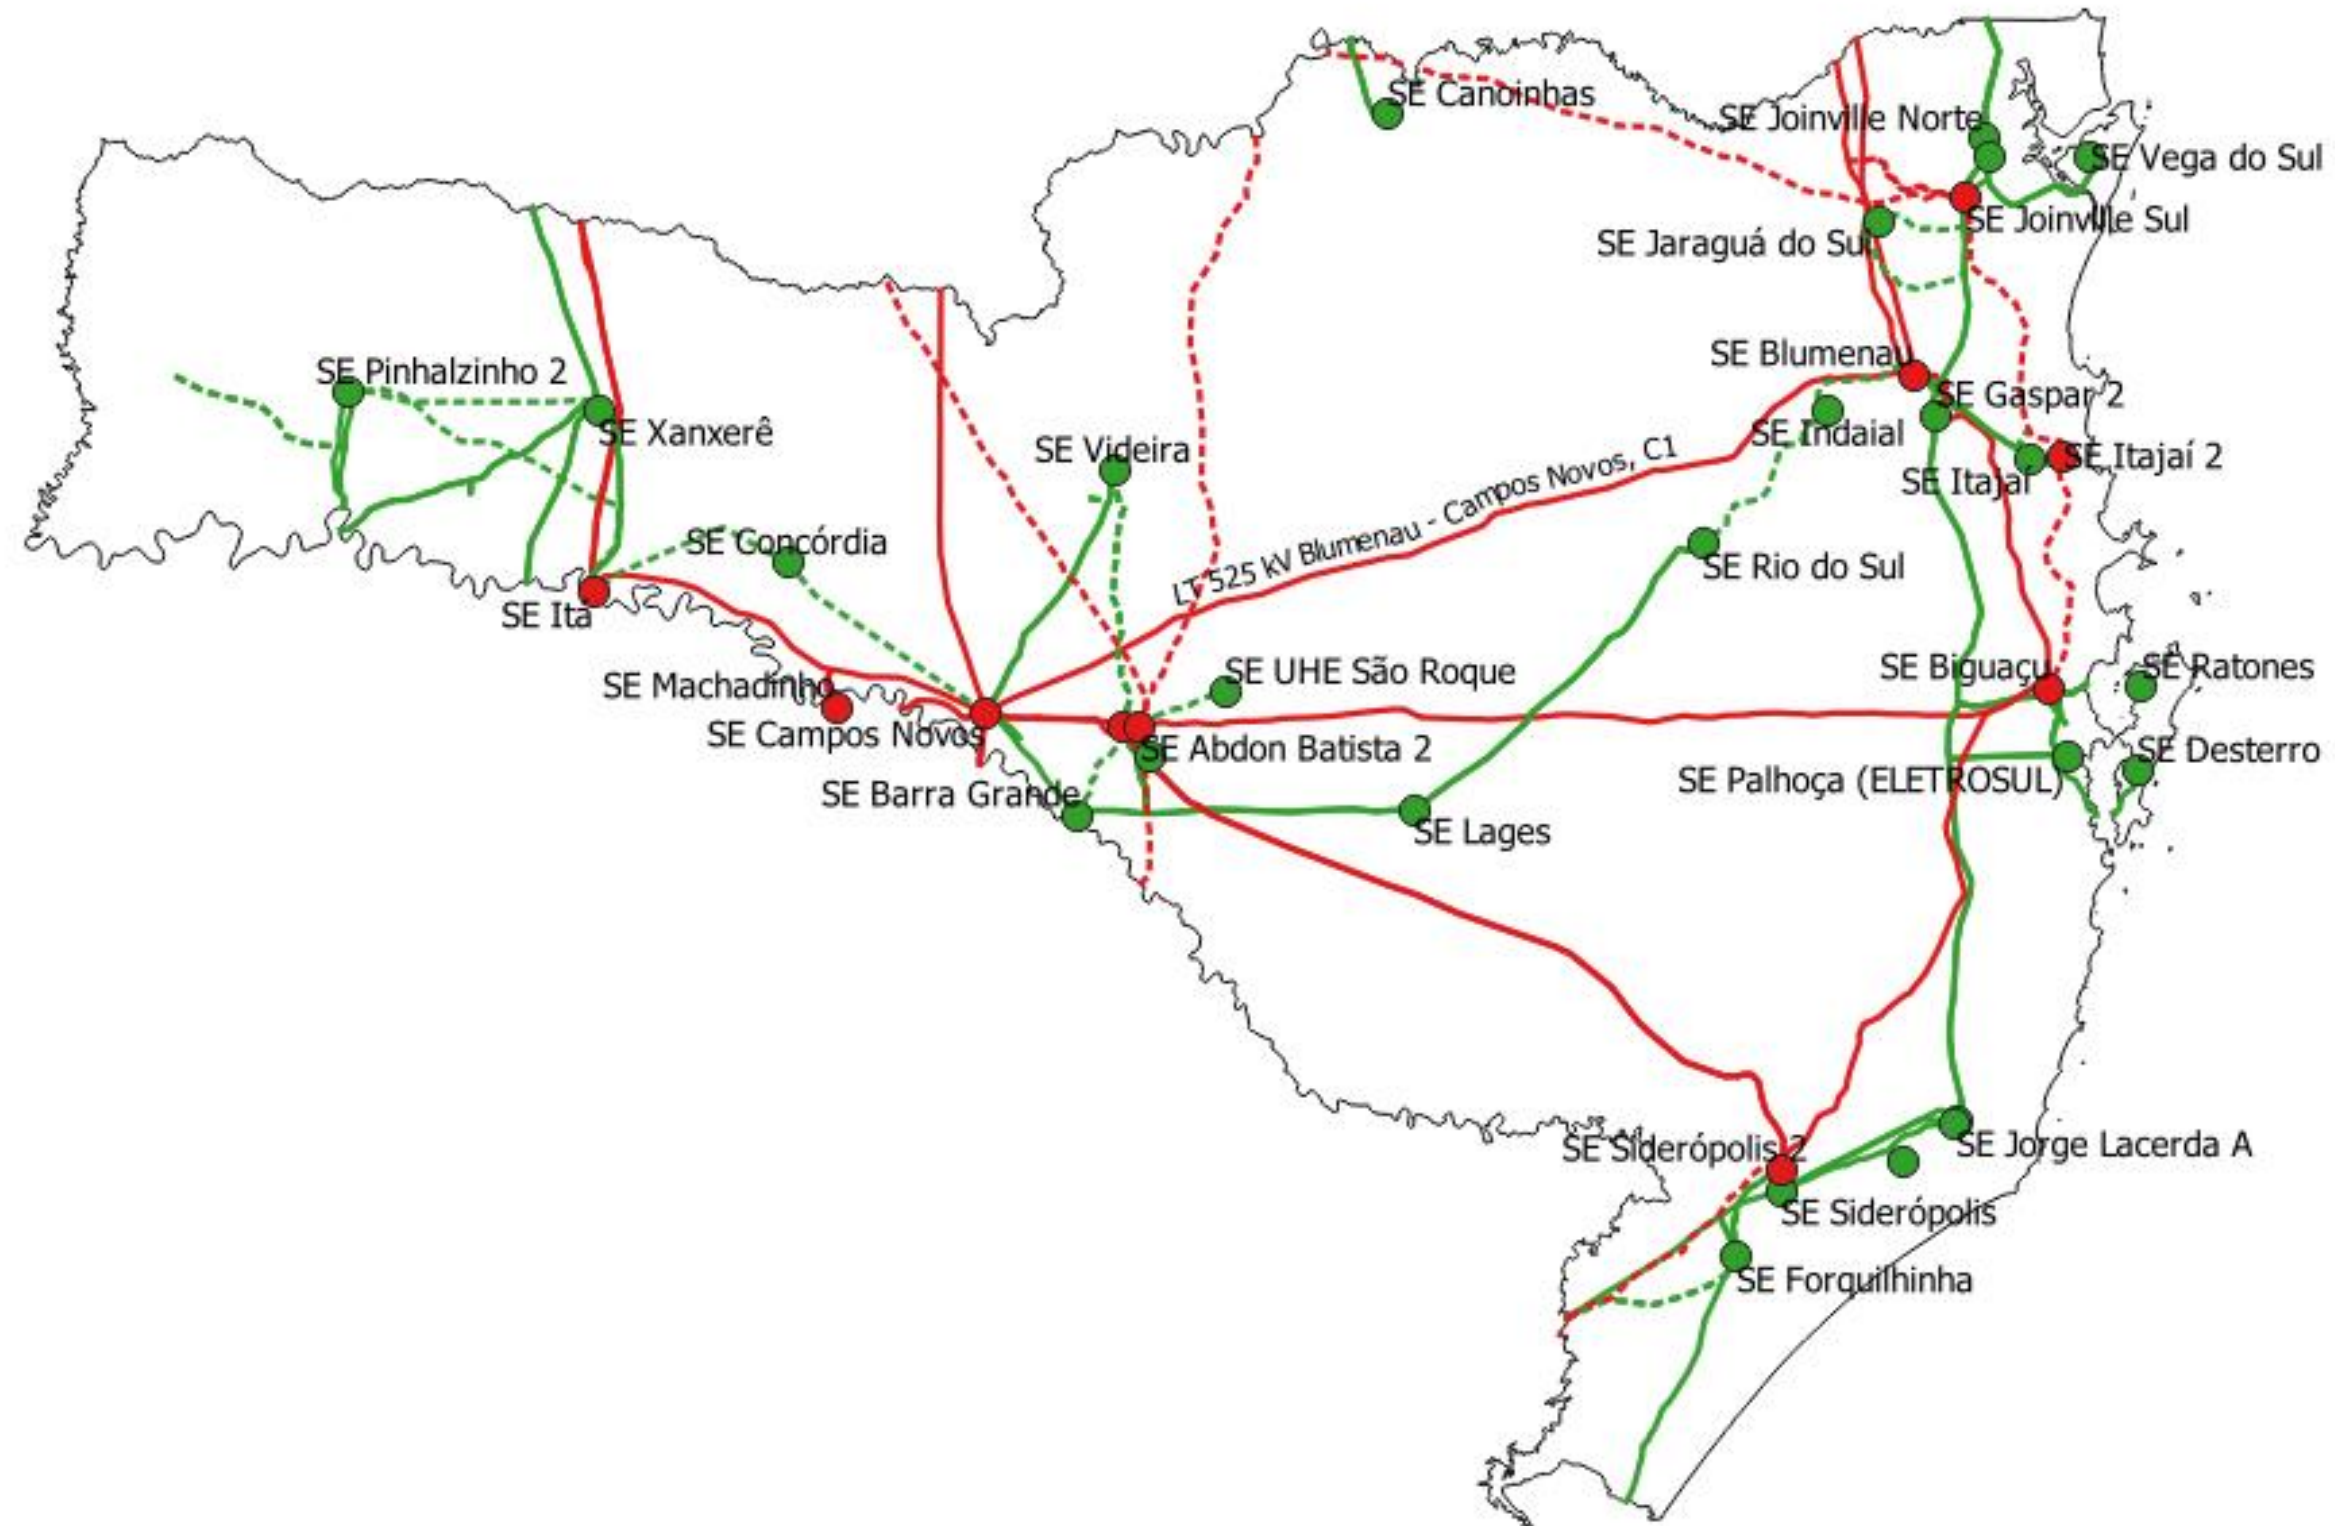 SE Canoinhas
SE Joinville Norte
SE Vega do Sul
SE Joinville Sul
SE Jaraguá do Sul
SE Blumenau
SE Pinhalzinho 2
SE Gaspar 2
SE Xanxerê
SE Indaial
SE Videira
SE Itajaí 2
SE Itajaí
LT 525 kV Blumenau - Campos Novos, C1
SE Concórdia
SE Rio do Sul
SE Itá
SE Biguaçu
SE Ratones
SE UHE São Roque
SE Machadinho
SE Campos Novos
SE Abdon Batista 2
SE Desterro
SE Palhoça (ELETROSUL)
SE Barra Grande
SE Lages
SE Siderópolis 2
SE Jorge Lacerda A
SE Siderópolis
SE Forquilhinha